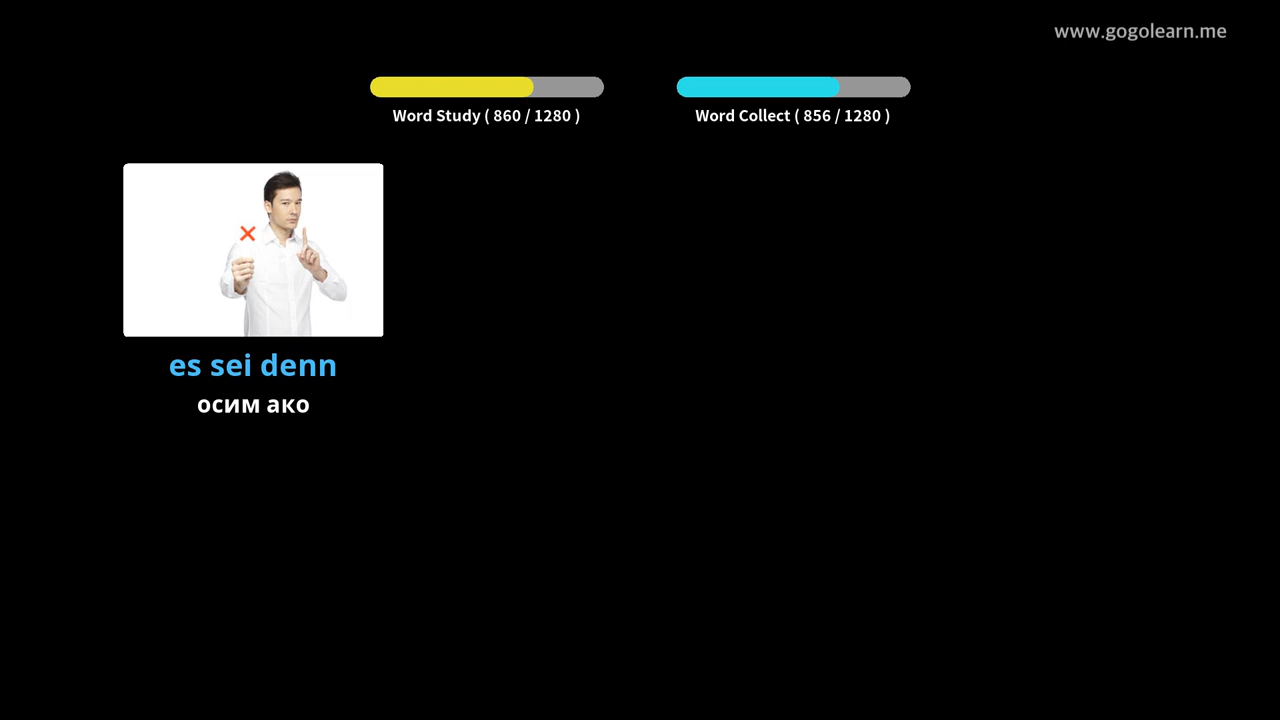 www.gogolearn.me
Word Study ( 860 / 1280 )
Word Collect ( 856 / 1280 )
es sei denn
осим ако